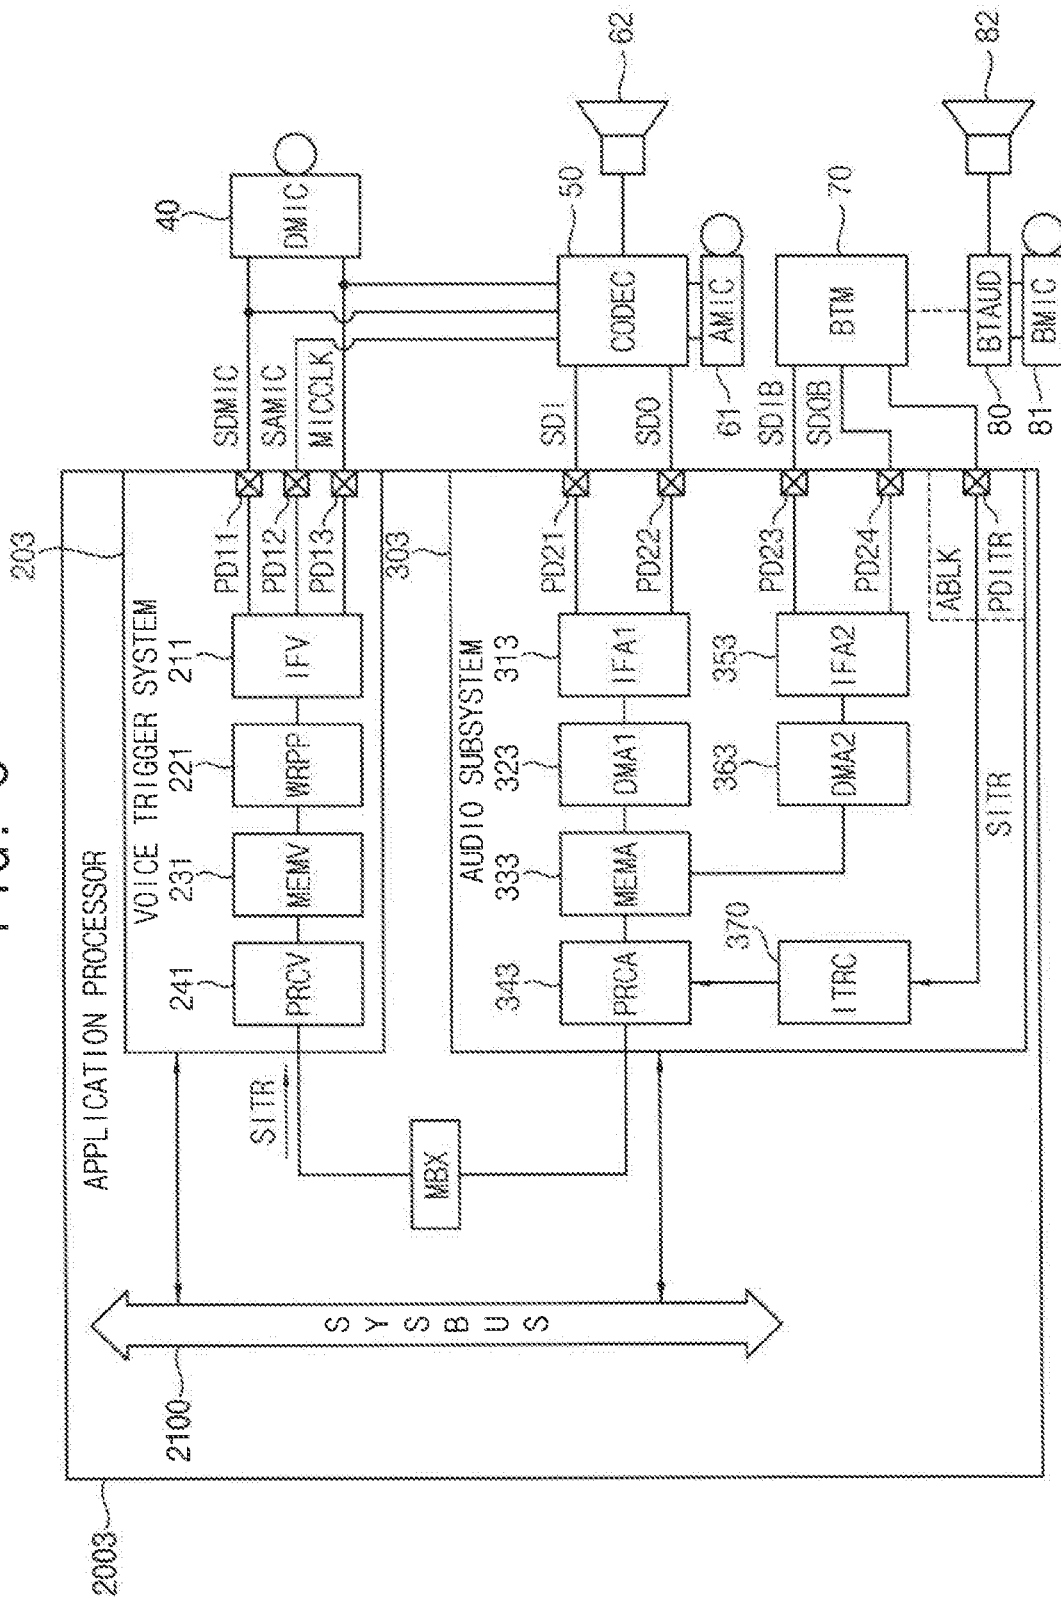 2003
APPLICATION PROCESSOR
2100
SYSBUS
203
VOICE TRIGGER SYSTEM
241
231
221
211
PRCV
MEMV
WRPP
IFV
PD11
PD12
PD13
SDMIC
SAMIC
MICCLK
40
DMIC
SITR
MBX
303
AUDIO SUBSYSTEM
343
333
323
313
PRCA
MEMA
DMA1
IFA1
PD21
PD22
SDI
SDO
50
CODEC
62
61
AMIC
370
ITRC
363
353
DMA2
IFA2
PD23
PD24
SDIB
SDOB
70
BTM
ABLK
PDITR
SITR
80
BTAUD
82
81
BMIC